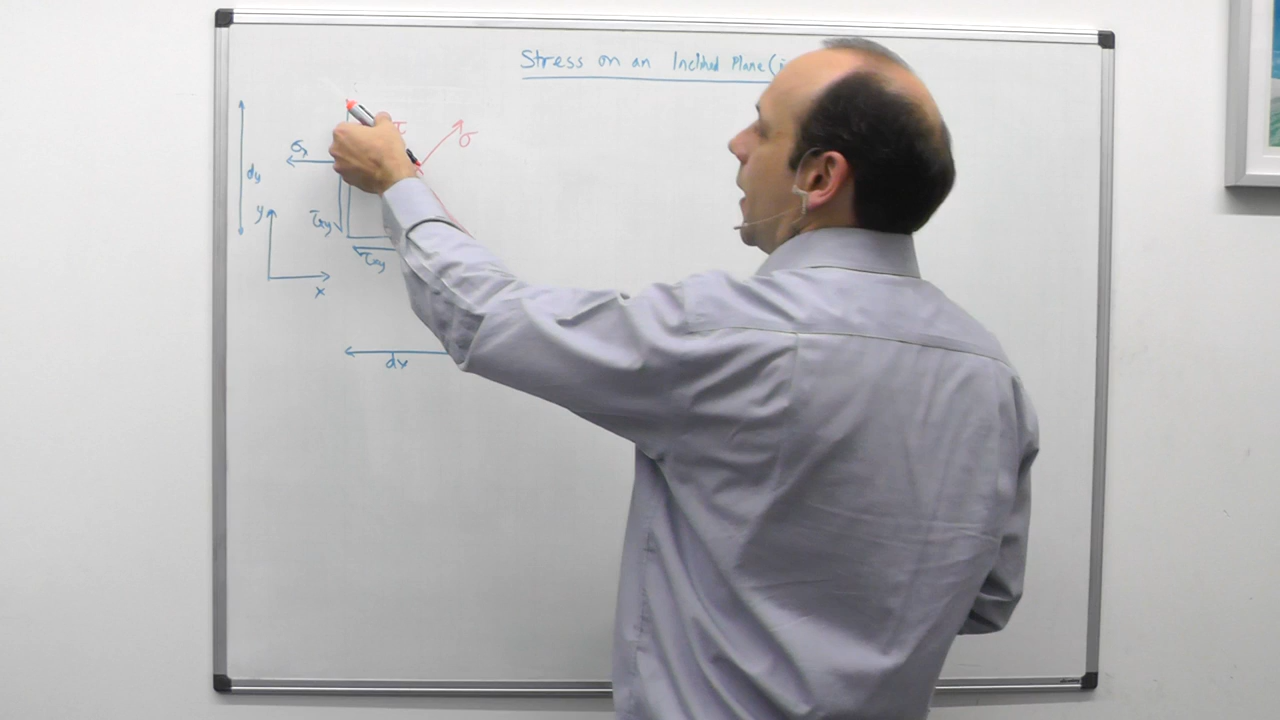 Stress on an Inclined Plane (i
τ
σ
σx
dy
y
τxy
τxy
x
dx